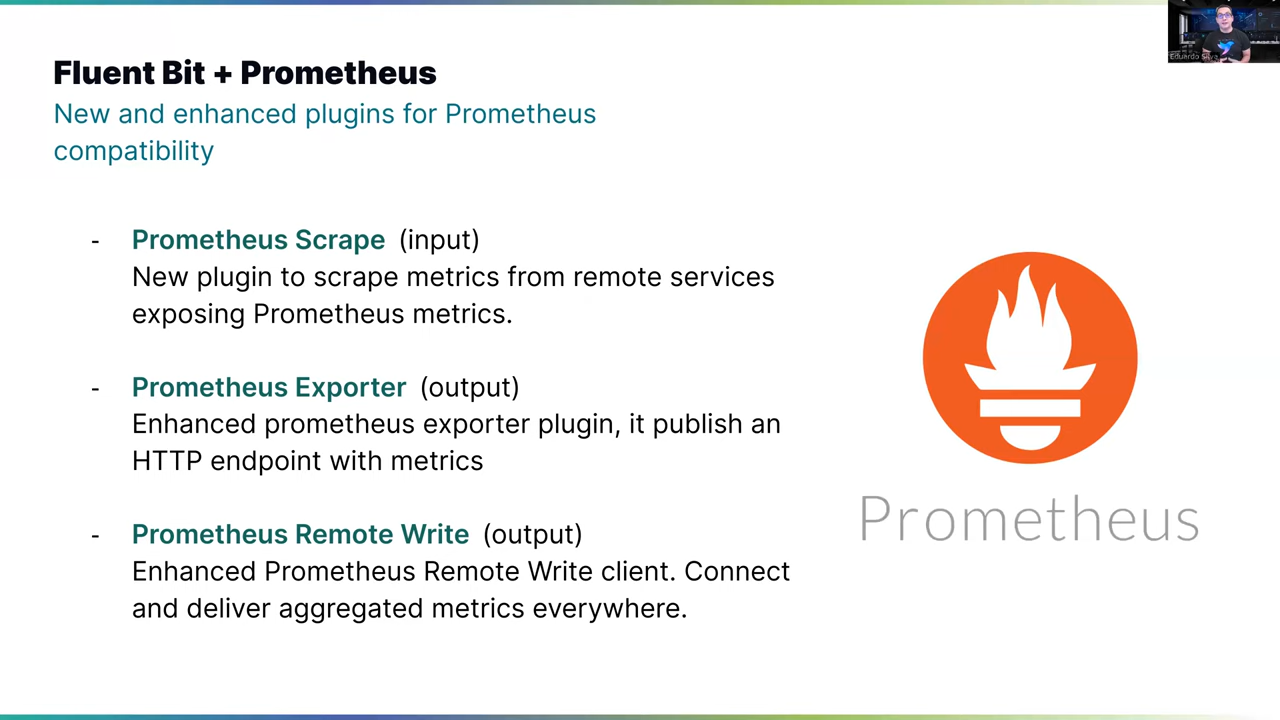 Fluent Bit + Prometheus
New and enhanced plugins for Prometheus
compatibility
- Prometheus Scrape (input)
New plugin to scrape metrics from remote services
exposing Prometheus metrics.
- Prometheus Exporter (output)
Enhanced prometheus exporter plugin, it publish an
HTTP endpoint with metrics
- Prometheus Remote Write (output)
Enhanced Prometheus Remote Write client. Connect
and deliver aggregated metrics everywhere.
Prometheus
Eduardo Silva